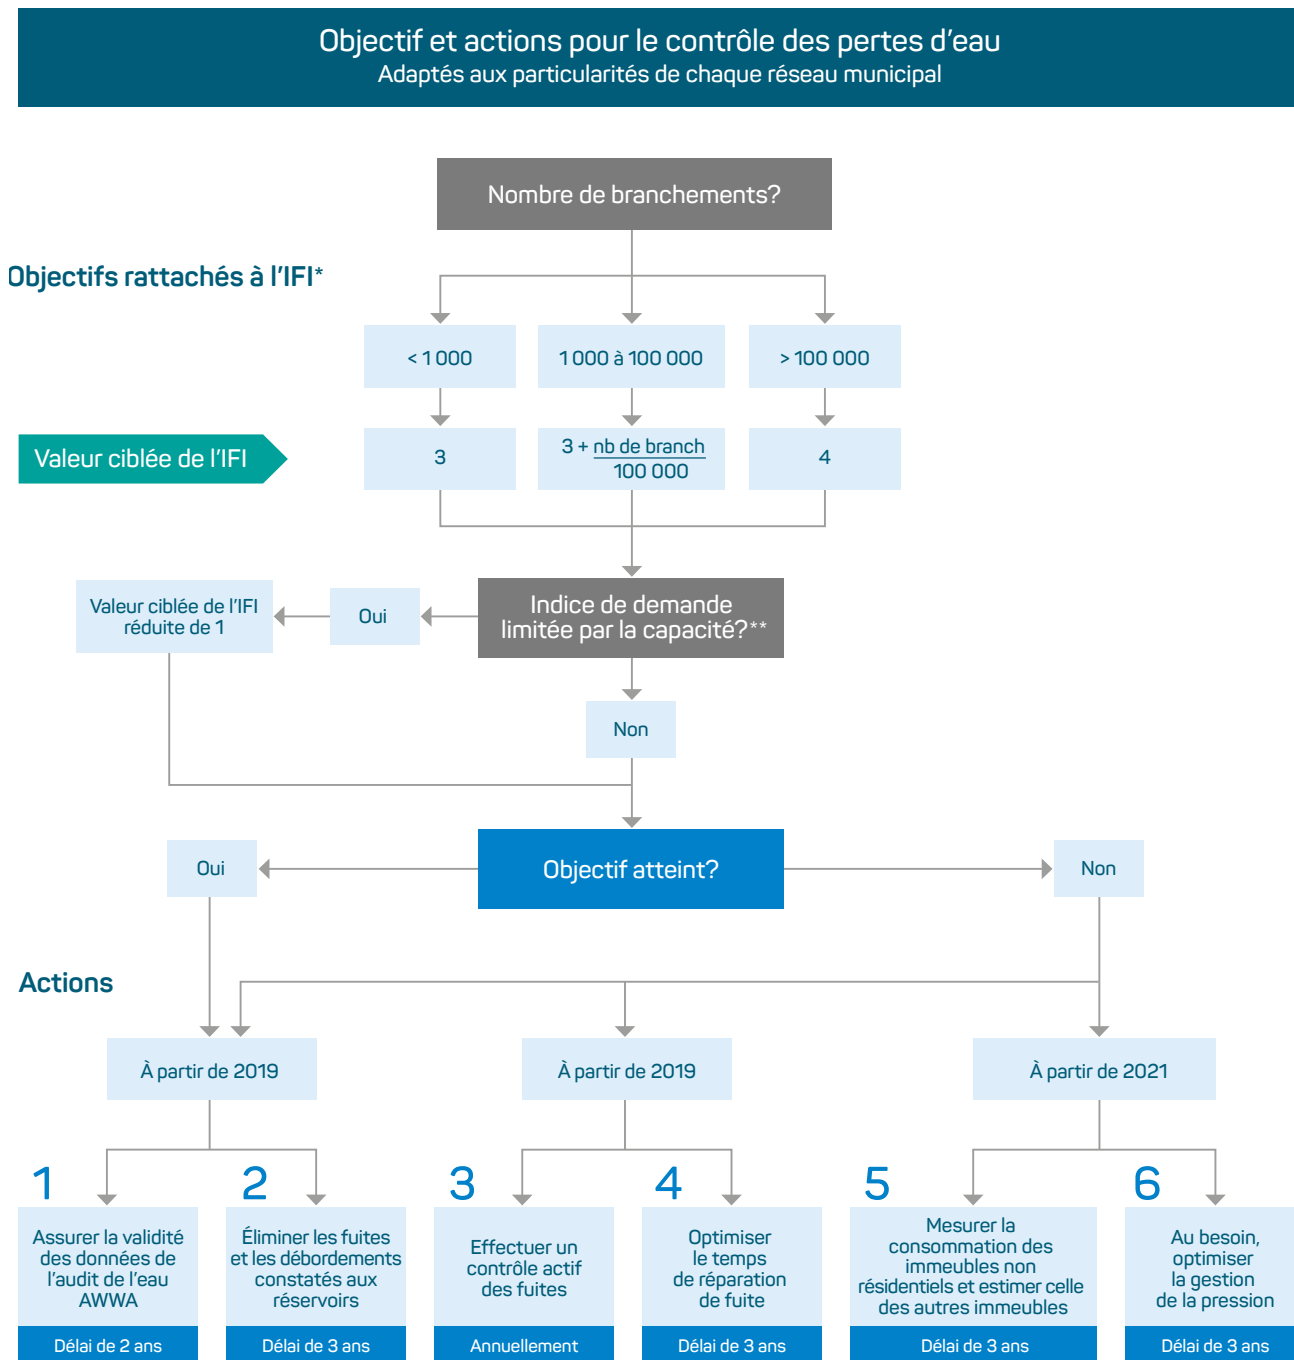 Objectif et actions pour le contrôle des pertes d'eau
Adaptés aux particularités de chaque réseau municipal
Nombre de branchements?
Objectifs rattachés à l'IFI*
< 1 000
1 000 à 100 000
> 100 000
Valeur ciblée de l'IFI
3
3 + nb de branch
100 000
4
Valeur ciblée de l'IFI
réduite de 1
Oui
Indice de demande
limitée par la capacité?**
Non
Oui
Objectif atteint?
Non
Actions
À partir de 2019
À partir de 2019
À partir de 2021
1
Assurer la validité
des données de
l'audit de l'eau
AWWA
Délai de 2 ans
2
Éliminer les fuites
et les débordements
constatés aux
réservoirs
Délai de 3 ans
3
Effectuer un
contrôle actif
des fuites
Annuellement
4
Optimiser
le temps
de réparation
de fuite
Délai de 3 ans
5
Mesurer la
consommation des
immeubles non
résidentiels et estimer celle
des autres immeubles
Délai de 3 ans
6
Au besoin,
optimiser
la gestion
de la pression
Délai de 3 ans